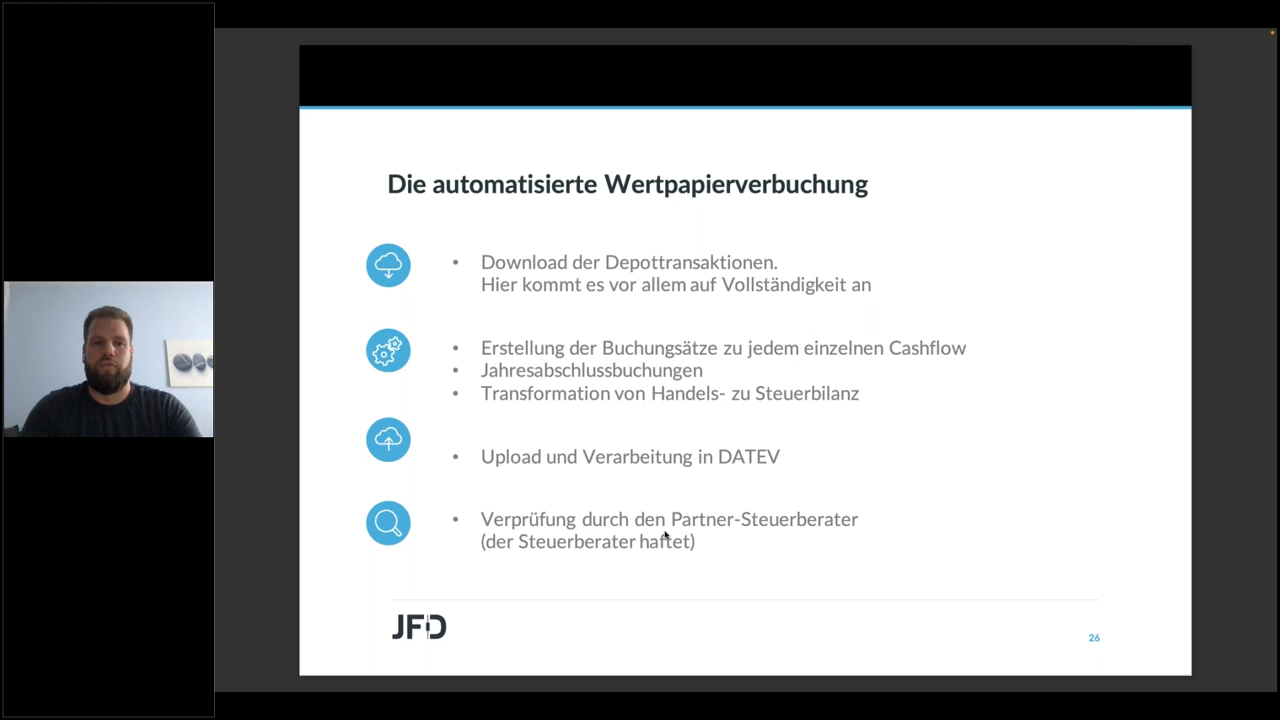 Die automatisierte Wertpapierverbuchung
• Download der Depottransaktionen.
Hier kommt es vor allem auf Vollständigkeit an
• Erstellung der Buchungsätze zu jedem einzelnen Cashflow
• Jahresabschlussbuchungen
• Transformation von Handels- zu Steuerbilanz
• Upload und Verarbeitung in DATEV
• Verprüfung durch den Partner-Steuerberater
(der Steuerberater haftet)
JFD
26